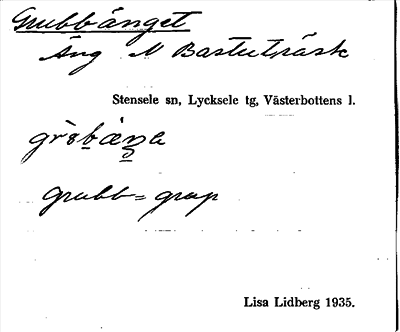 Grubbänget
Äng N Bastuträsk
Stensele sn, Lycksele tg, Västerbottens l.
grubb = grop
Lisa Lidberg 1935.